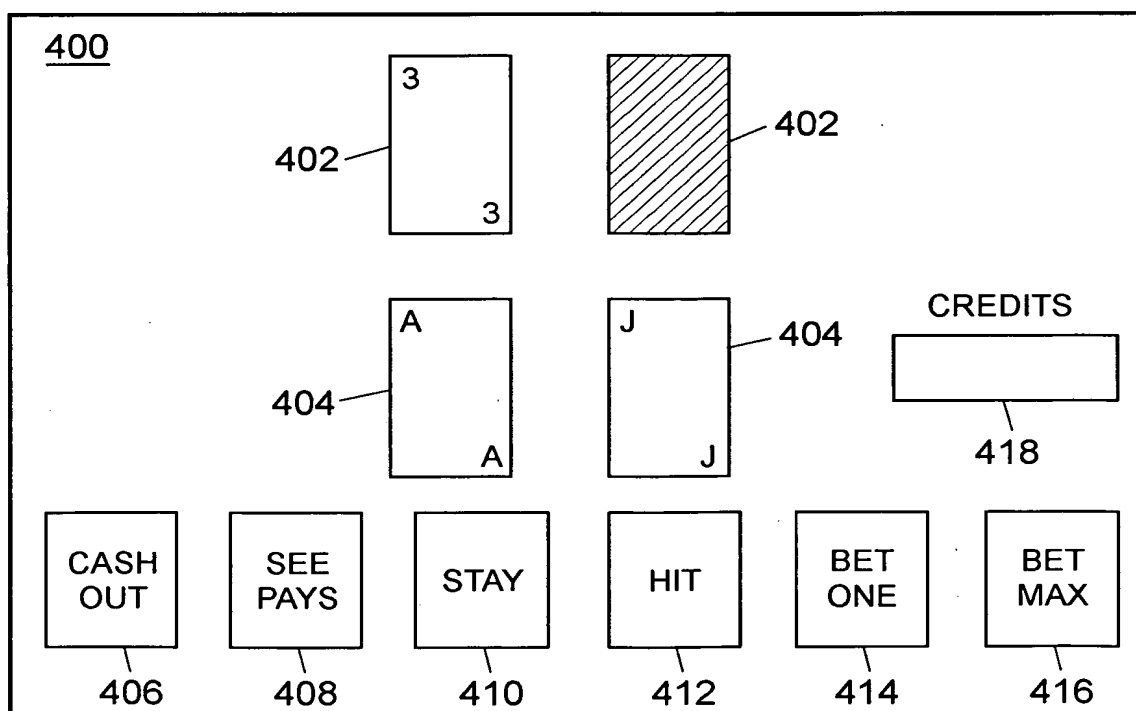 400
3
402
3
402
A
404
A
J
404
J
CREDITS
418
CASH
OUT
SEE
PAYS
STAY
HIT
BET
ONE
BET
MAX
406
408
410
412
414
416